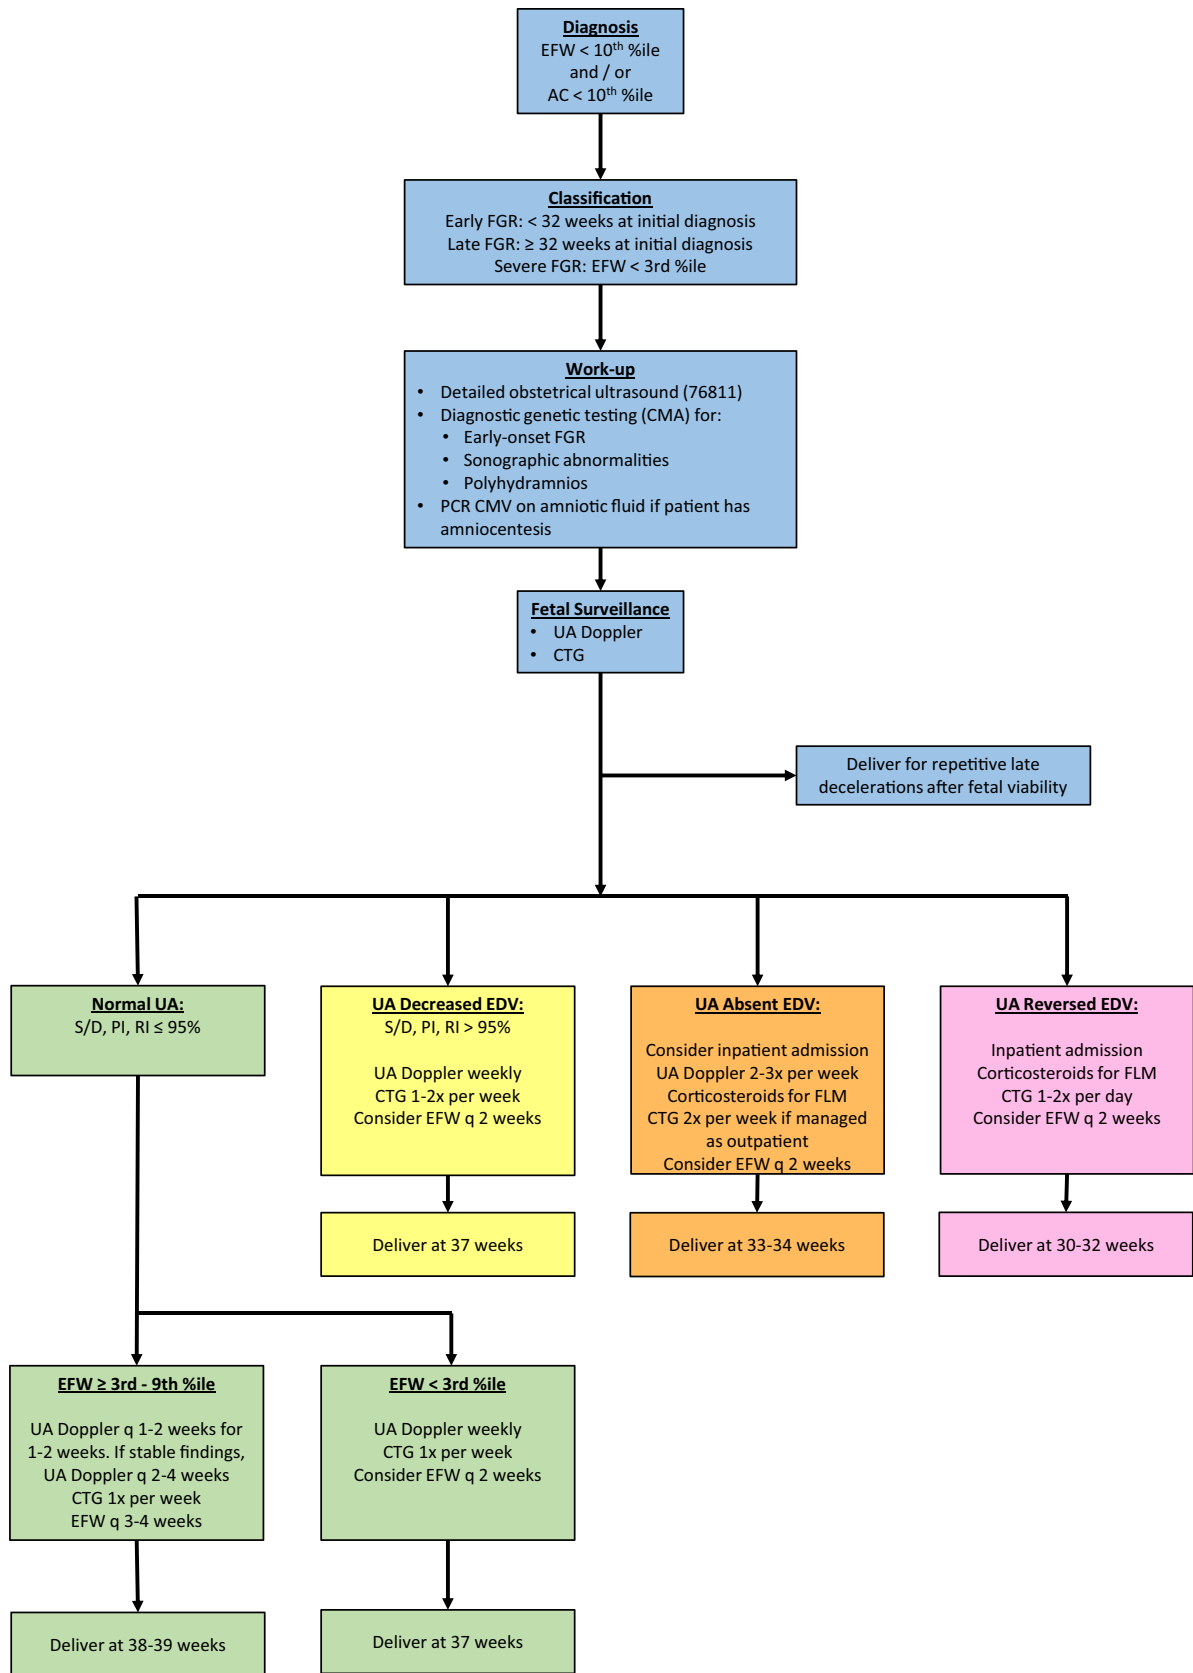 Diagnosis
EFW < 10th %ile
and / or
AC < 10th %ile
Classification
Early FGR: < 32 weeks at initial diagnosis
Late FGR: ≥ 32 weeks at initial diagnosis
Severe FGR: EFW < 3rd %ile
Work-up
• Detailed obstetrical ultrasound (76811)
• Diagnostic genetic testing (CMA) for:
• Early-onset FGR
• Sonographic abnormalities
• Polyhydramnios
• PCR CMV on amniotic fluid if patient has
amniocentesis
Fetal Surveillance
• UA Doppler
• CTG
Deliver for repetitive late
decelerations after fetal viability
Normal UA:
S/D, PI, RI ≤ 95%
UA Decreased EDV:
S/D, PI, RI > 95%
UA Doppler weekly
CTG 1-2x per week
Consider EFW q 2 weeks
UA Absent EDV:
Consider inpatient admission
UA Doppler 2-3x per week
Corticosteroids for FLM
CTG 2x per week if managed
as outpatient
Consider EFW q 2 weeks
UA Reversed EDV:
Inpatient admission
Corticosteroids for FLM
CTG 1-2x per day
Consider EFW q 2 weeks
Deliver at 37 weeks
Deliver at 33-34 weeks
Deliver at 30-32 weeks
EFW ≥ 3rd - 9th %ile
UA Doppler q 1-2 weeks for
1-2 weeks. If stable findings,
UA Doppler q 2-4 weeks
CTG 1x per week
EFW q 3-4 weeks
EFW < 3rd %ile
UA Doppler weekly
CTG 1x per week
Consider EFW q 2 weeks
Deliver at 38-39 weeks
Deliver at 37 weeks